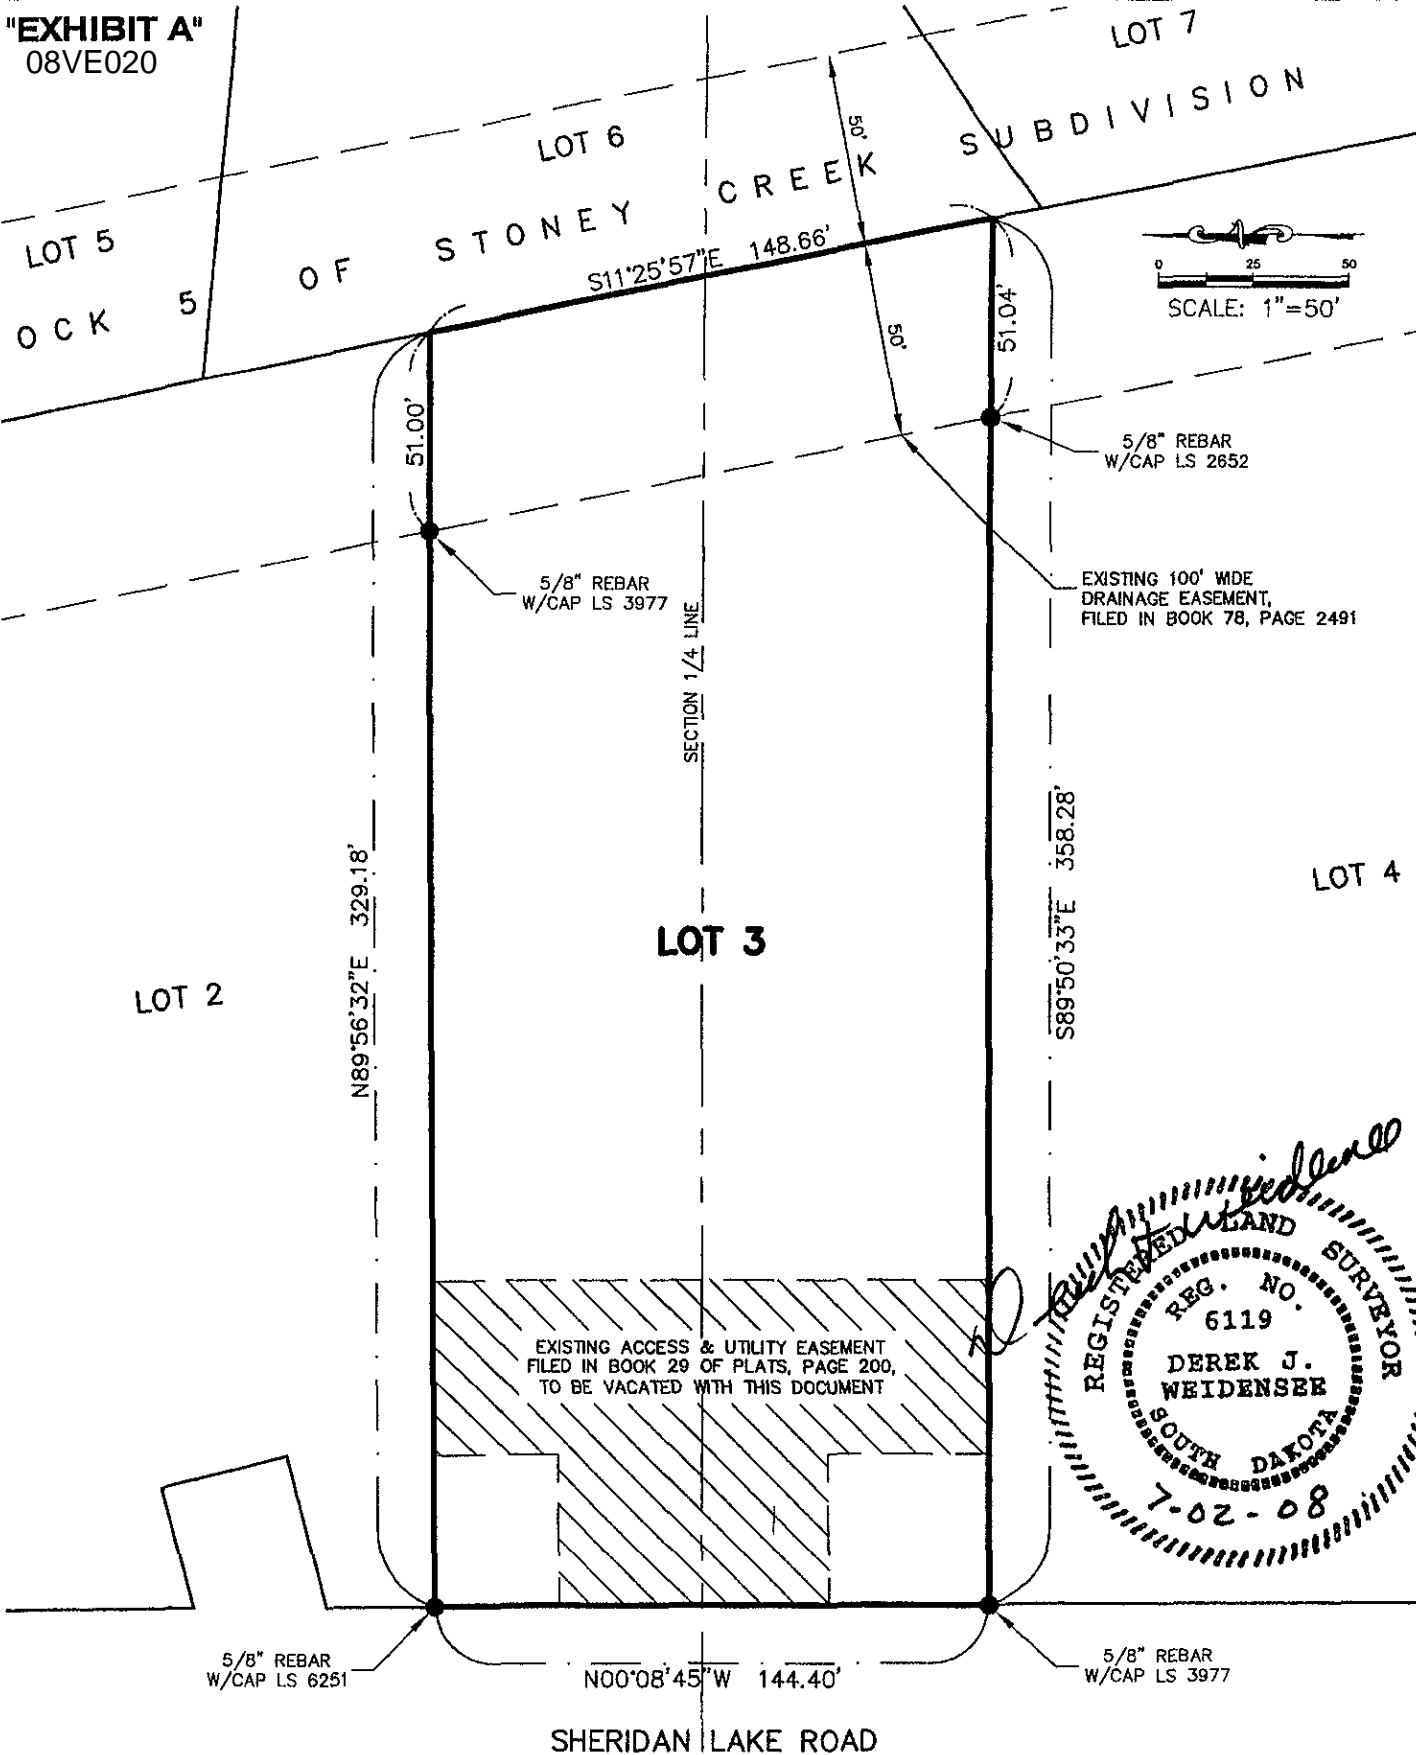 "EXHIBIT A"
08VE020
LOT 7
LOT 6
LOT 5
OCK 5 OF STONEY CREEK SUBDIVISION
50'
S11°25'57"E 148.66'
0 25 50
SCALE: 1"=50'
51.04'
50'
51.00'
5/8" REBAR
W/CAP LS 2652
5/8" REBAR
W/CAP LS 3977
EXISTING 100' WIDE
DRAINAGE EASEMENT,
FILED IN BOOK 78, PAGE 2491
SECTION 1/4 LINE
N89°56'32"E 329.18'
S89°50'33"E 358.28'
LOT 4
LOT 3
LOT 2
EXISTING ACCESS & UTILITY EASEMENT
FILED IN BOOK 29 OF PLATS, PAGE 200,
TO BE VACATED WITH THIS DOCUMENT
REGISTERED LAND SURVEYOR
REG. NO.
6119
DEREK J.
WEIDENSEE
SOUTH DAKOTA
7-02-08
5/8" REBAR
W/CAP LS 6251
N00°08'45"W 144.40'
5/8" REBAR
W/CAP LS 3977
SHERIDAN LAKE ROAD